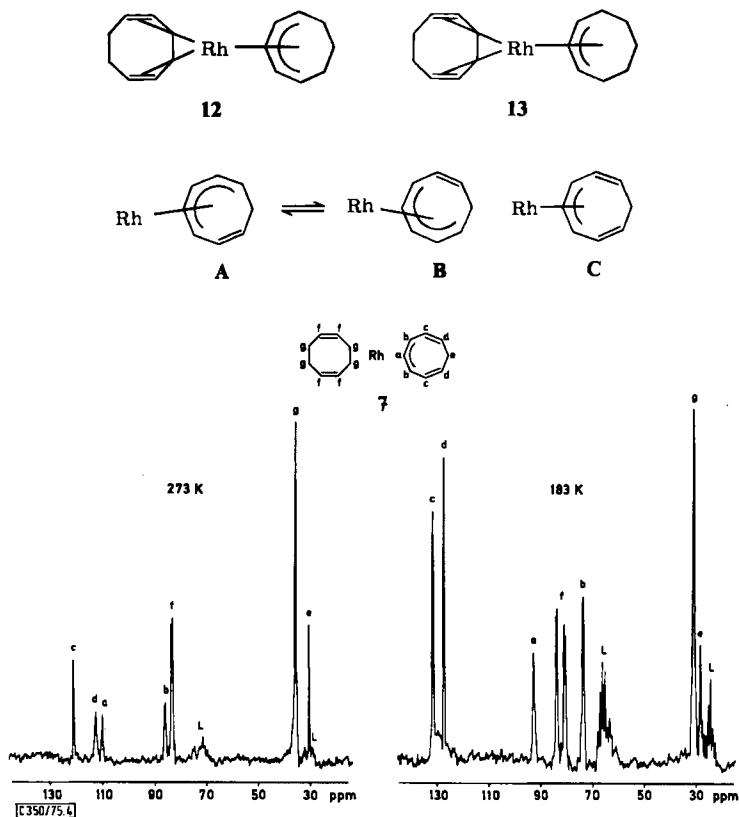 Rh Rh
12 13
Rh Rh Rh
A B C
c c
f f b d
g g
Rh a e
g g
f f b d
c
7
g g
d
273 K 183 K
c
f b
f
c a
e
e
d a b L L
L L
130 110 90 70 50 30 ppm 130 110 90 70 50 30 ppm
C350/75.4